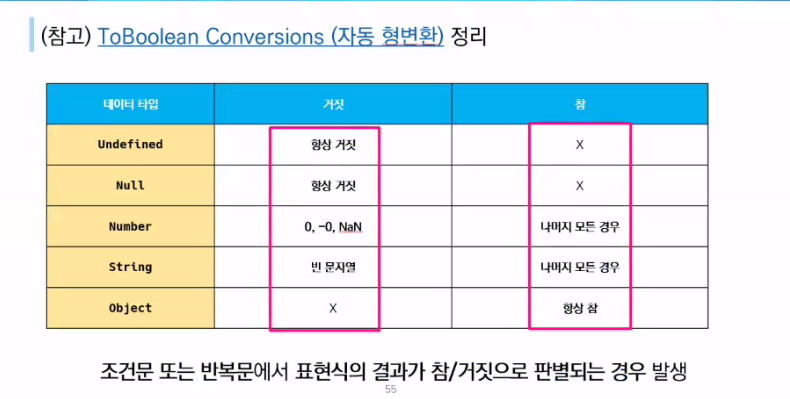 (참고) ToBoolean Conversions (자동 형변환) 정리
데이터 타입 거짓 참
Undefined 항상 거짓 X
Null 항상 거짓 X
Number 0, -0, NaN 나머지 모든 경우
String 빈 문자열 나머지 모든 경우
Object X 항상 참
조건문 또는 반복문에서 표현식의 결과가 참/거짓으로 판별되는 경우 발생
55